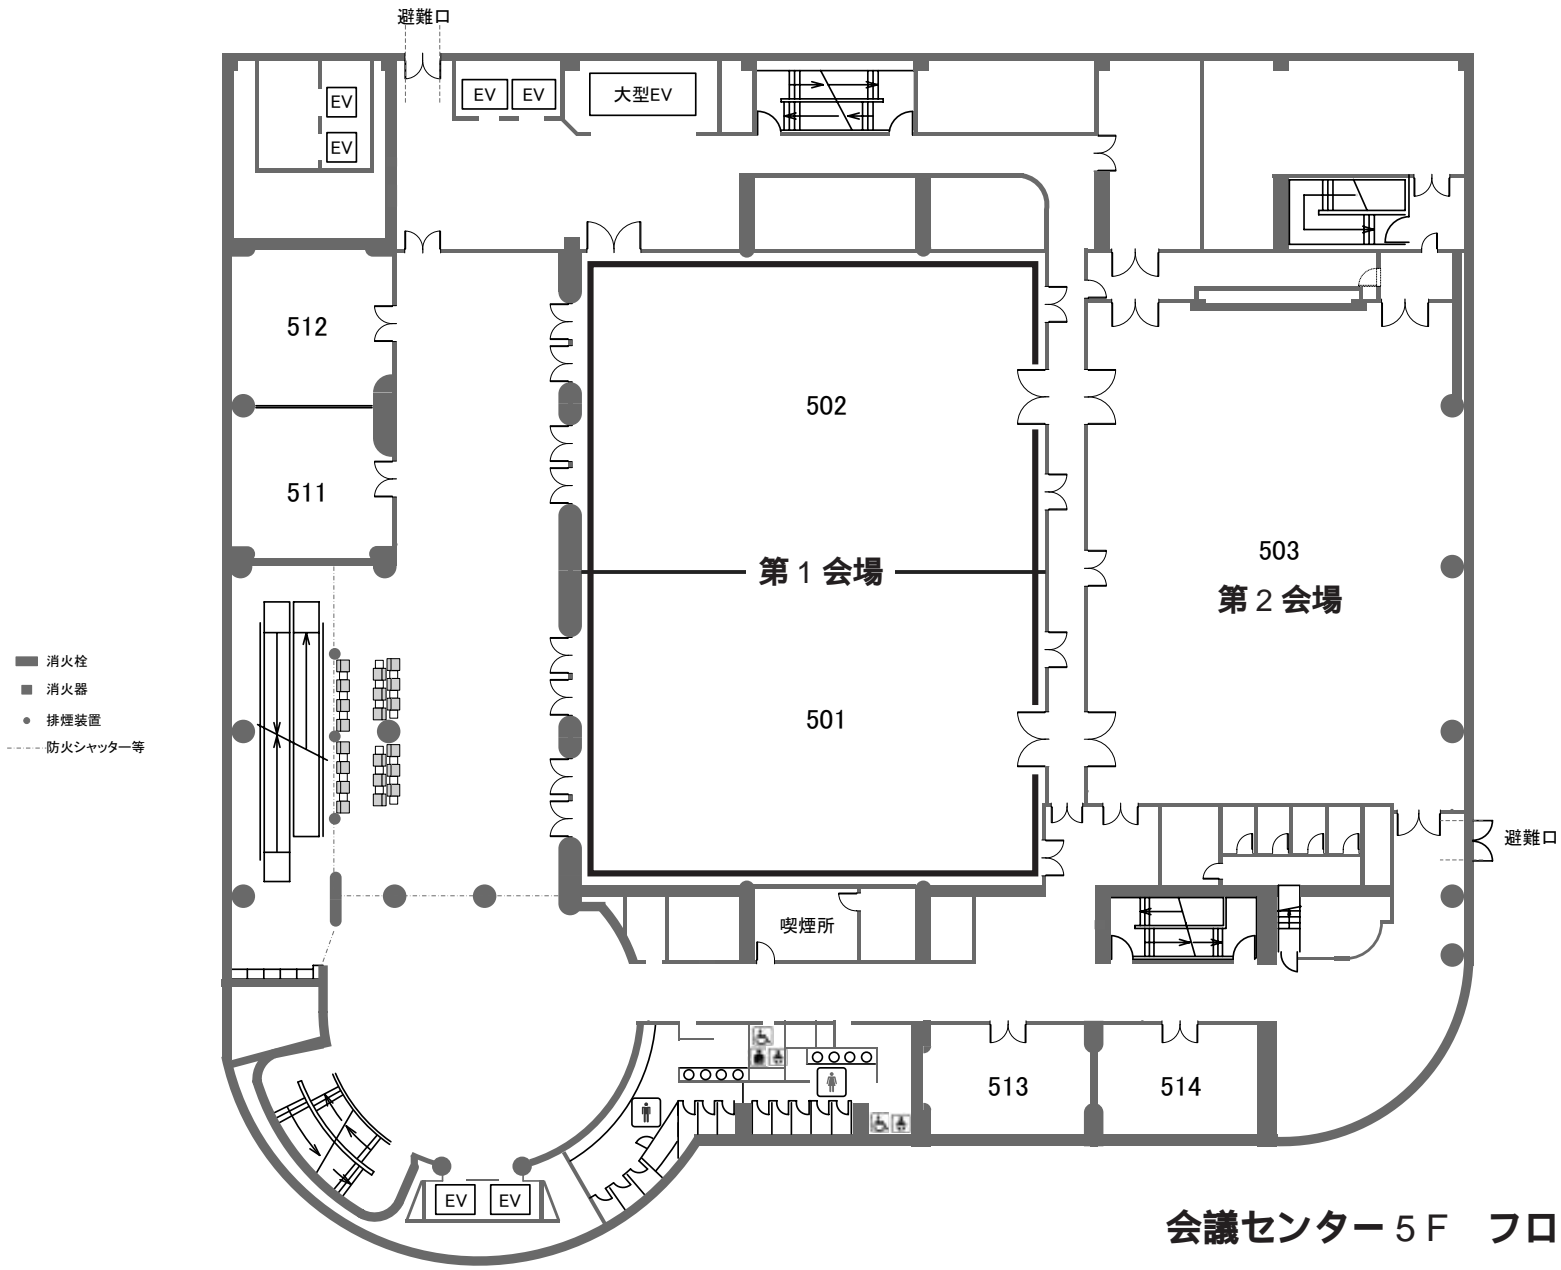 避難口
EV
EV
大型EV
EV
EV
512
502
511
503
第1会場
第2会場
消火栓
消火器
排煙装置
防火シャッター等
501
避難口
喫煙所
513
514
EV
EV
会議センター5F フロ